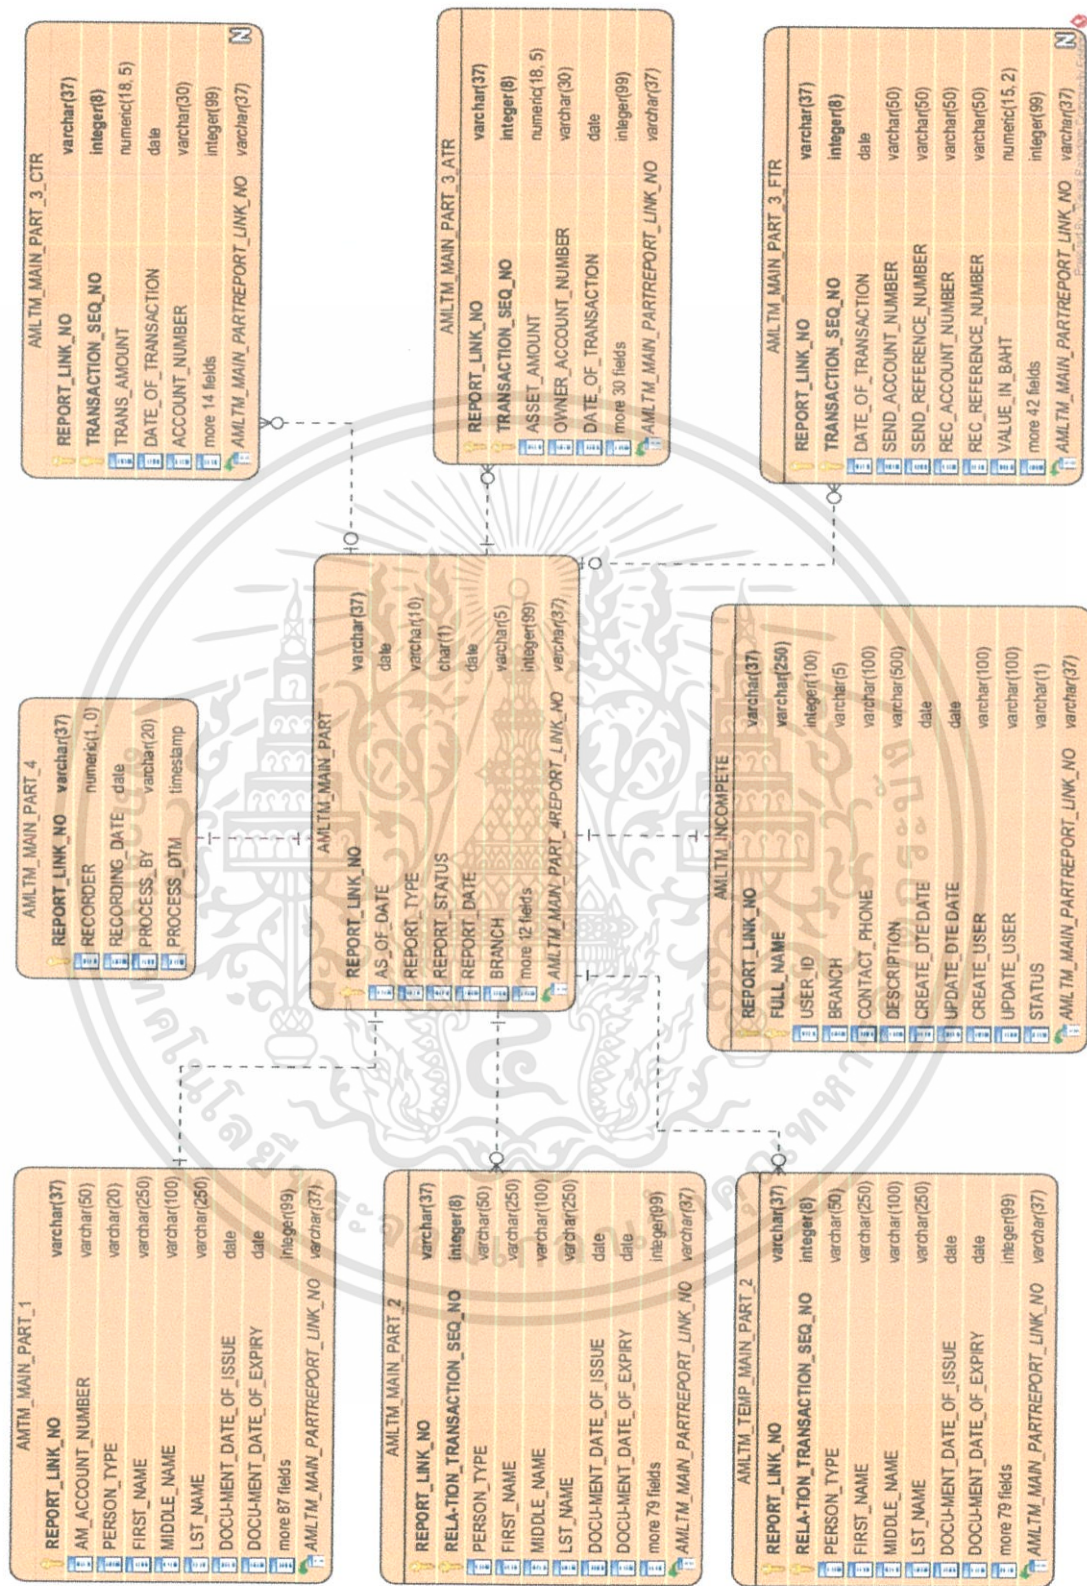 AMTM_MAIN_PART_1
REPORT_LINK_NO varchar(37)
AM_ACCOUNT_NUMBER varchar(50)
PERSON_TYPE varchar(20)
FIRST_NAME varchar(250)
MIDDLE_NAME varchar(100)
LST_NAME varchar(250)
DOCU-MENT_DATE_OF_ISSUE date
DOCU-MENT_DATE_OF_EXPIRY date
more 87 fields integer(99)
AMLTM_MAIN_PARTREPORT_LINK_NO varchar(37)
AMLTM_MAIN_PART_4
REPORT_LINK_NO varchar(37)
RECORDER numeric(1, 0)
RECORDING_DATE date
PROCESS_BY varchar(20)
PROCESS_DTM timestamp
AMLTM_MAIN_PART_3_CTR
REPORT_LINK_NO varchar(37)
TRANSACTION_SEQ_NO integer(8)
TRANS_AMOUNT numeric(18, 5)
DATE_OF_TRANSACTION date
ACCOUNT_NUMBER varchar(30)
more 14 fields integer(99)
AMLTM_MAIN_PARTREPORT_LINK_NO varchar(37)
N
AMLTM_MAIN_PART_2
REPORT_LINK_NO varchar(37)
RELA-TION_TRANSACTION_SEQ_NO integer(8)
PERSON_TYPE varchar(50)
FIRST_NAME varchar(250)
MIDDLE_NAME varchar(100)
LST_NAME varchar(250)
DOCU-MENT_DATE_OF_ISSUE date
DOCU-MENT_DATE_OF_EXPIRY date
more 79 fields integer(99)
AMLTM_MAIN_PARTREPORT_LINK_NO varchar(37)
AMLTM_MAIN_PART
REPORT_LINK_NO varchar(37)
AS_OF_DATE date
REPORT_TYPE varchar(10)
REPORT_STATUS char(1)
REPORT_DATE date
BRANCH varchar(5)
more 12 fields integer(99)
AMLTM_MAIN_PART_4REPORT_LINK_NO varchar(37)
AMLTM_MAIN_PART_3_ATR
REPORT_LINK_NO varchar(37)
TRANSACTION_SEQ_NO integer(8)
ASSET_AMOUNT numeric(18, 5)
OWNER_ACCOUNT_NUMBER varchar(30)
DATE_OF_TRANSACTION date
more 30 fields integer(99)
AMLTM_MAIN_PARTREPORT_LINK_NO varchar(37)
AMLTM_TEMP_MAIN_PART_2
REPORT_LINK_NO varchar(37)
RELA-TION_TRANSACTION_SEQ_NO integer(8)
PERSON_TYPE varchar(50)
FIRST_NAME varchar(250)
MIDDLE_NAME varchar(100)
LST_NAME varchar(250)
DOCU-MENT_DATE_OF_ISSUE date
DOCU-MENT_DATE_OF_EXPIRY date
more 79 fields integer(99)
AMLTM_MAIN_PARTREPORT_LINK_NO varchar(37)
AMLTM_INCOMPETE
REPORT_LINK_NO varchar(37)
FULL_NAME varchar(250)
USER_ID integer(100)
BRANCH varchar(5)
CONTACT_PHONE varchar(100)
DESCRIPTION varchar(500)
CREATE_DTE DATE date
UPDATE_DTE DATE date
CREATE_USER varchar(100)
UPDATE_USER varchar(100)
STATUS varchar(1)
AMLTM_MAIN_PARTREPORT_LINK_NO varchar(37)
AMLTM_MAIN_PART_3_FTR
REPORT_LINK_NO varchar(37)
TRANSACTION_SEQ_NO integer(8)
DATE_OF_TRANSACTION date
SEND_ACCOUNT_NUMBER varchar(50)
SEND_REFERENCE_NUMBER varchar(50)
REC_ACCOUNT_NUMBER varchar(50)
REC_REFERENCE_NUMBER varchar(50)
VALUE_IN_BAHT numeric(15, 2)
more 42 fields integer(99)
AMLTM_MAIN_PARTREPORT_LINK_NO varchar(37)
N